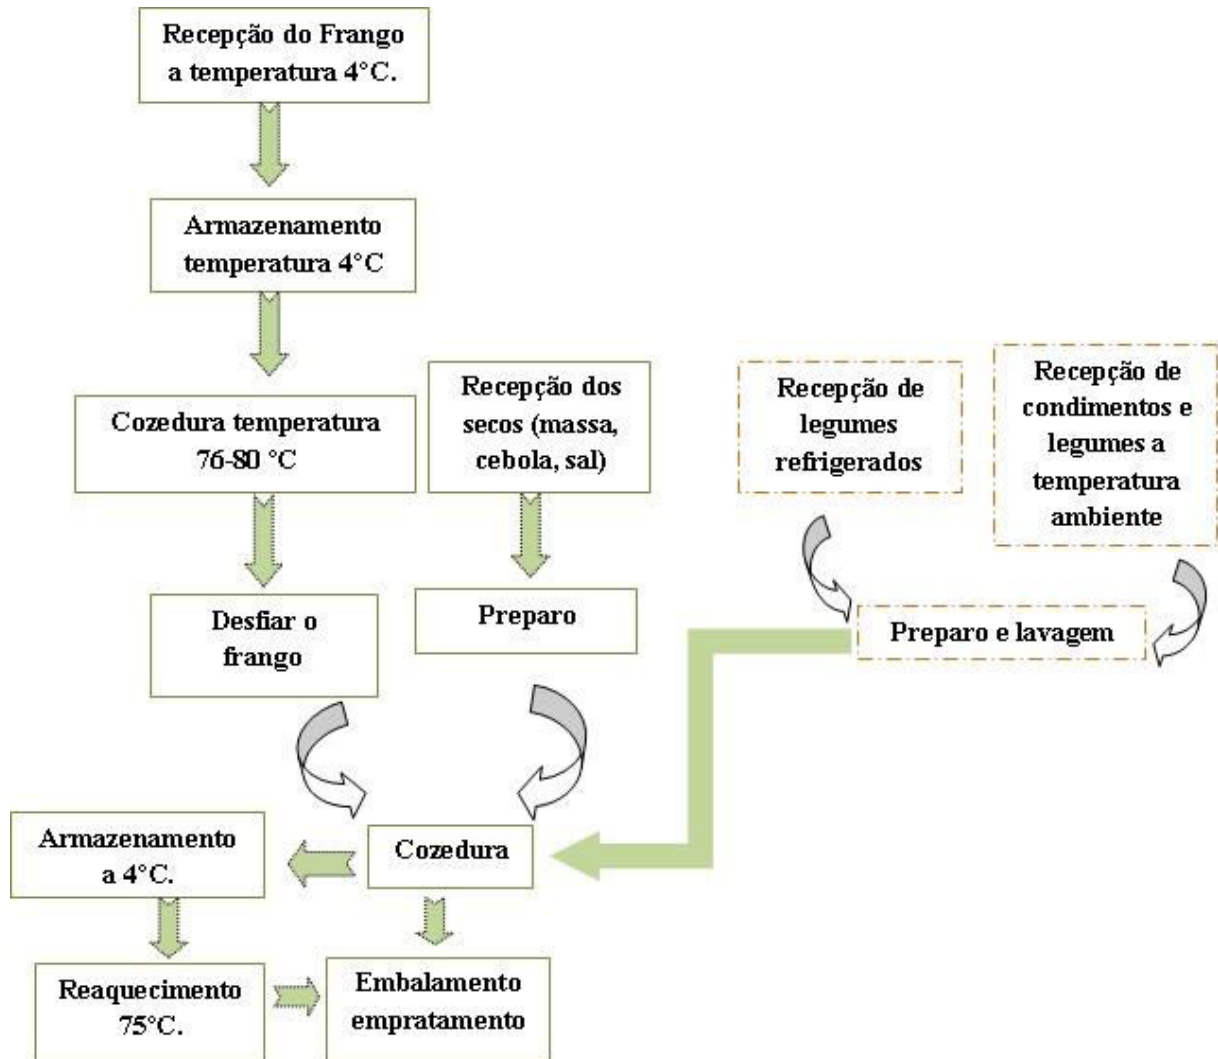 Recepção do Frango
a temperatura 4°C.
Armazenamento
temperatura 4°C
Cozedura temperatura
76-80 °C
Recepção dos
secos (massa,
cebola, sal)
Recepção de
legumes
refrigerados
Recepção de
condimentos e
legumes a
temperatura
ambiente
Desfiar o
frango
Preparo
Preparo e lavagem
Armazenamento
a 4°C.
Cozedura
Reaquecimento
75°C.
Embalamento
empratamento